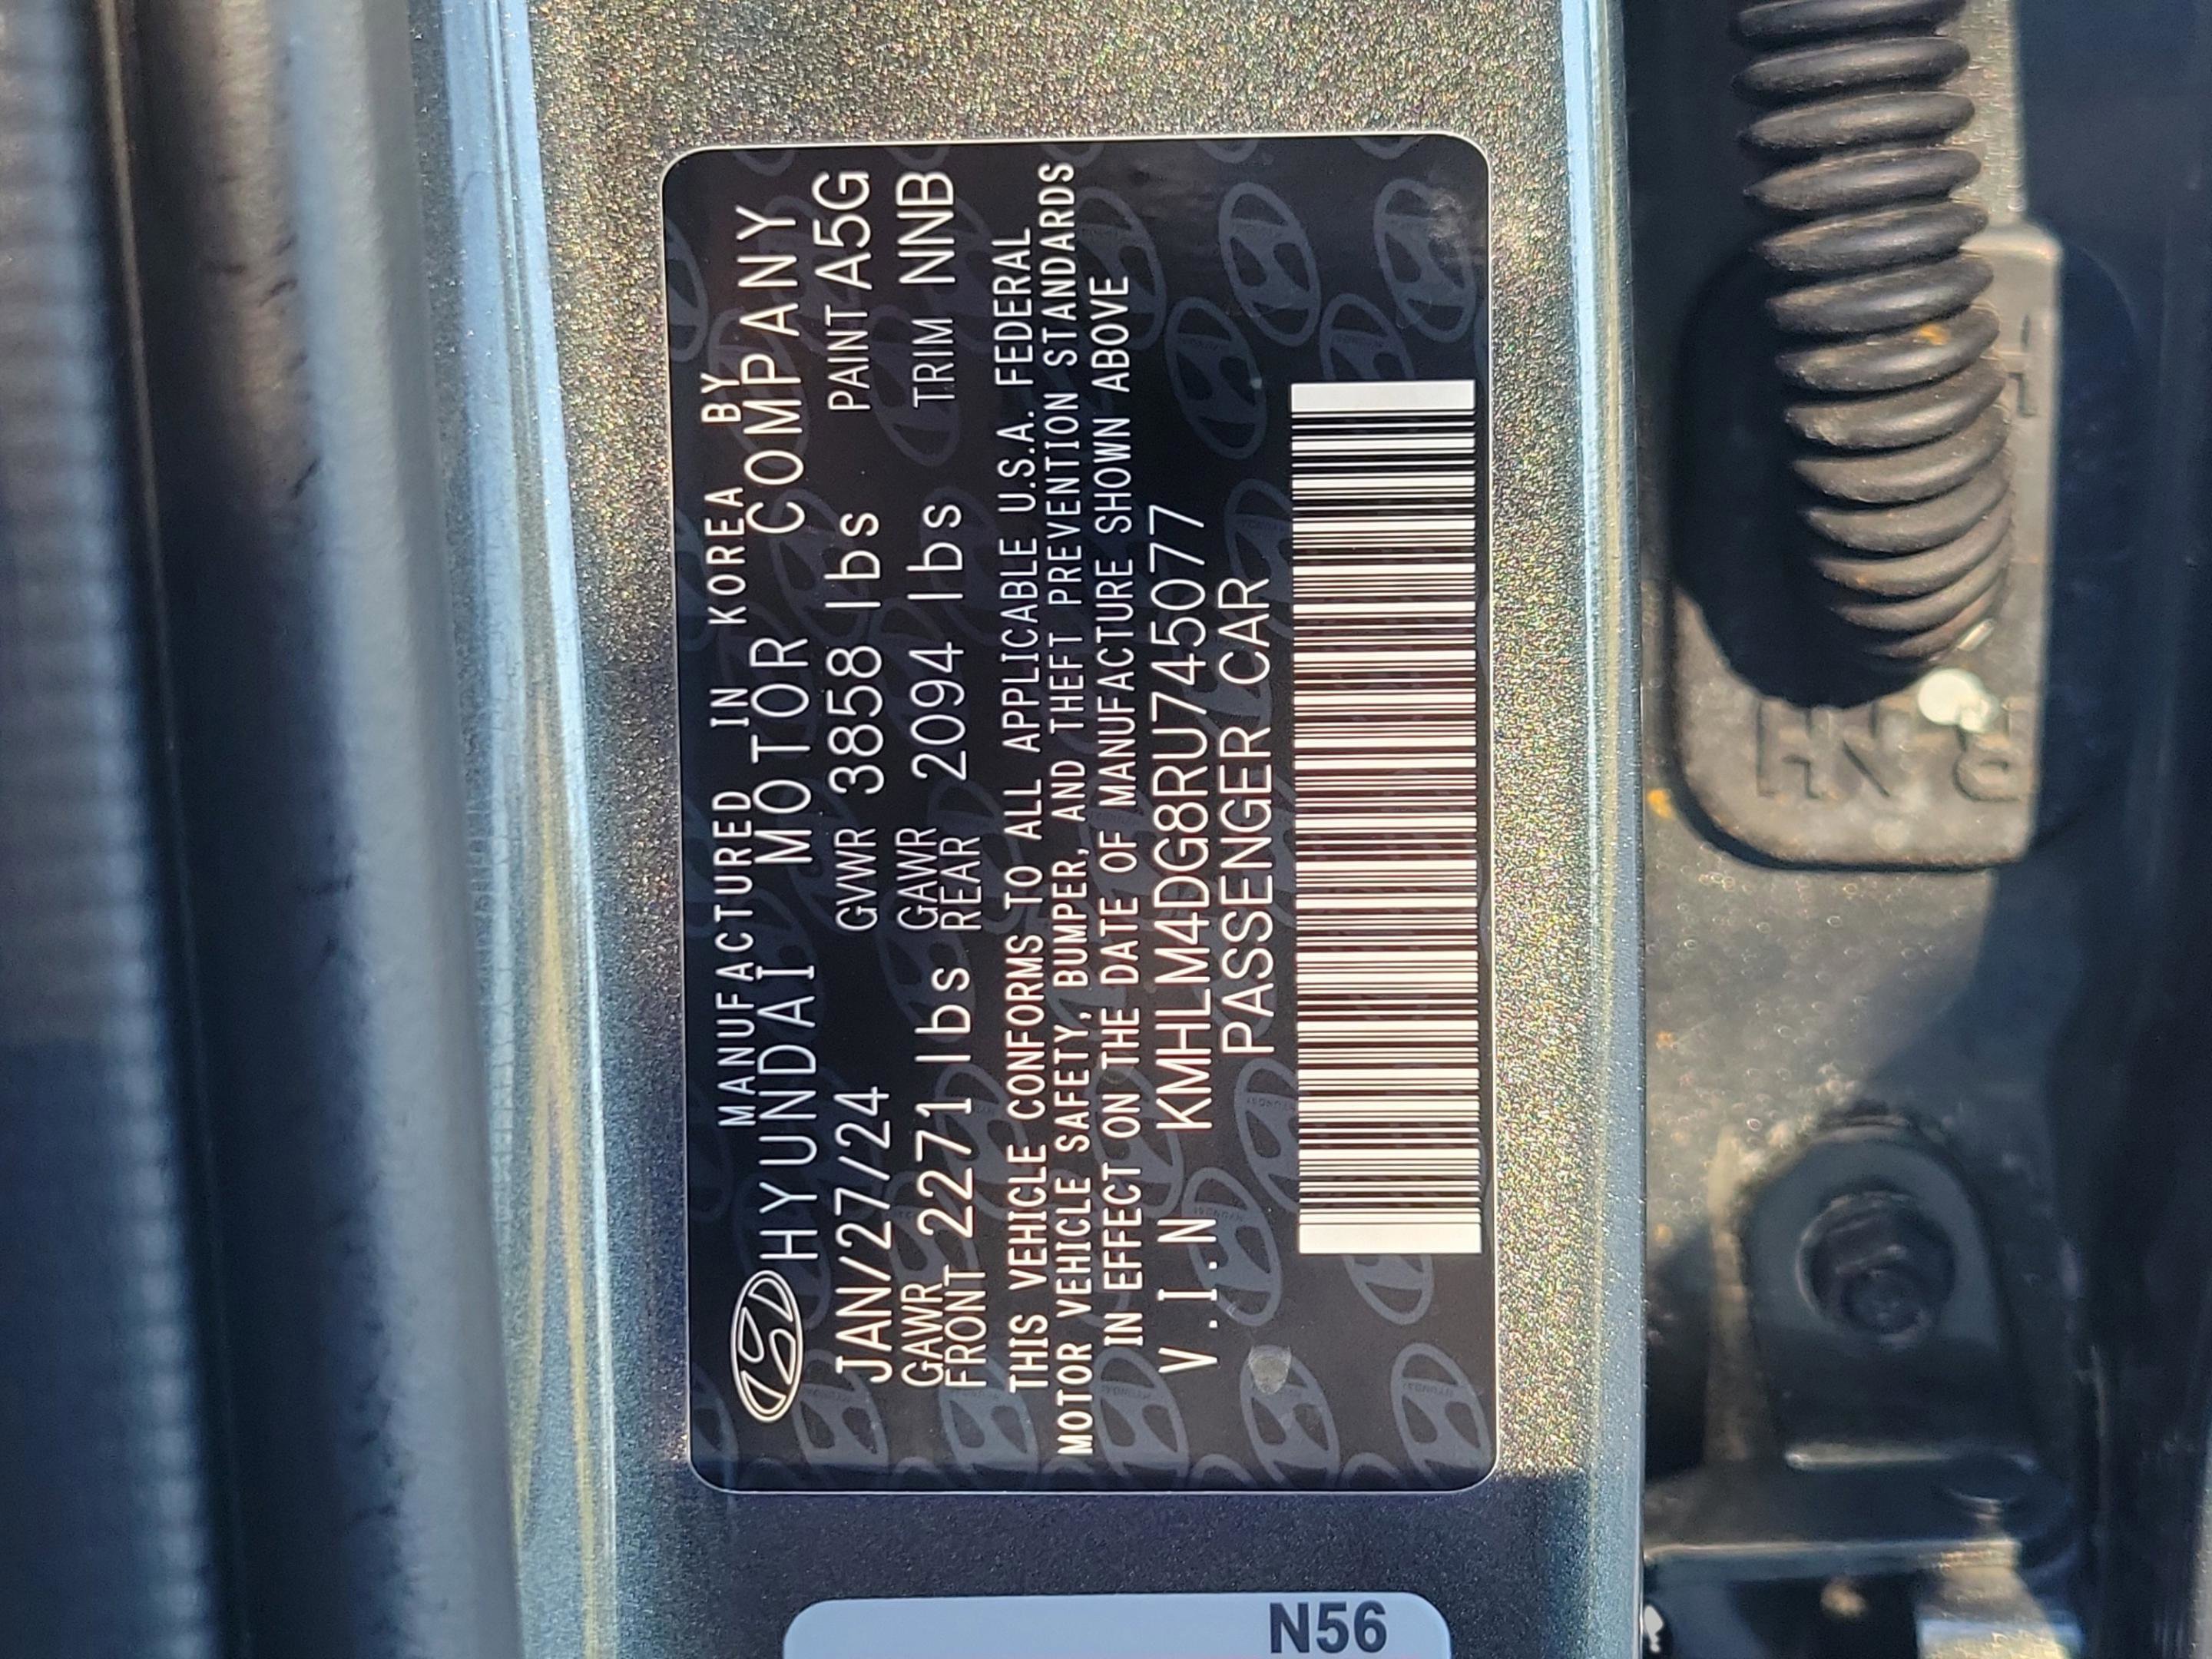 MANUFACTURED IN KOREA BY
HYUNDAI MOTOR COMPANY
JAN/27/24 GVWR 3858 lbs PAINT A5G
GAWR FRONT 2271 lbs GAWR REAR 2094 lbs TRIM NNB
THIS VEHICLE CONFORMS TO ALL APPLICABLE U.S.A. FEDERAL
MOTOR VEHICLE SAFETY, BUMPER, AND THEFT PREVENTION STANDARDS
IN EFFECT ON THE DATE OF MANUFACTURE SHOWN ABOVE
V.I.N KMHLM4DG8RU745077
PASSENGER CAR
N56